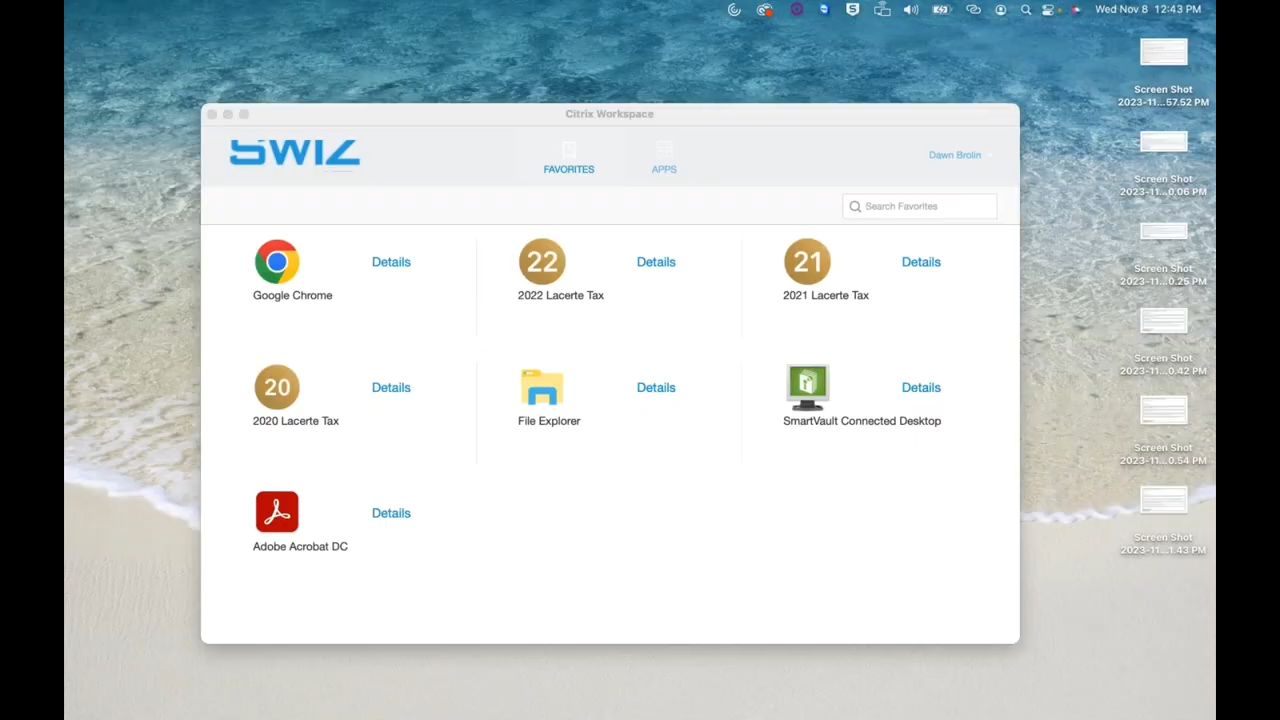 Wed Nov 8 12:43 PM
Screen Shot
2023-11...57.52 PM
Screen Shot
2023-11...0.06 PM
Screen Shot
2023-11...0.25 PM
Screen Shot
2023-11...0.42 PM
Screen Shot
2023-11...0.54 PM
Screen Shot
2023-11...1.43 PM
Citrix Workspace
SWIZ
FAVORITES
APPS
Dawn Brolin
Search Favorites
Details
Google Chrome
22
Details
2022 Lacerte Tax
21
Details
2021 Lacerte Tax
20
Details
2020 Lacerte Tax
Details
File Explorer
Details
SmartVault Connected Desktop
Details
Adobe Acrobat DC